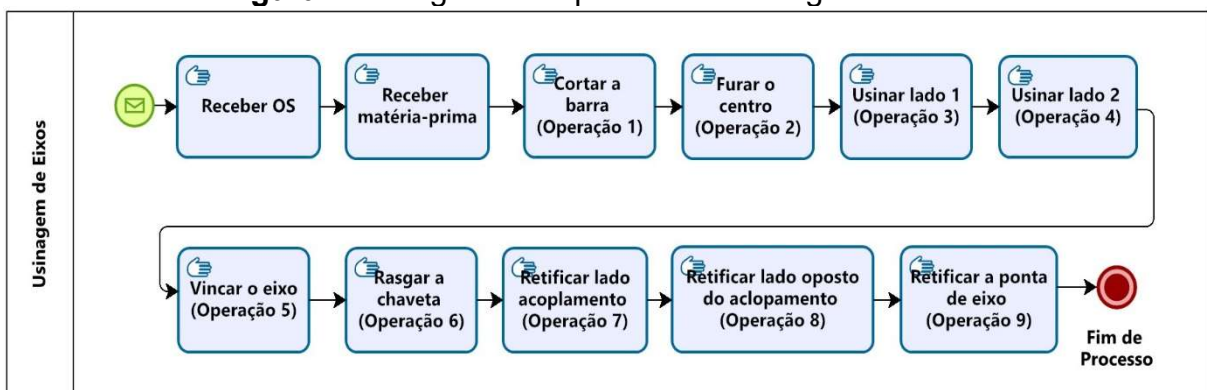 Usinagem de Eixos
Receber OS
Receber
matéria-prima
Cortar a
barra
(Operação 1)
Furar o
centro
(Operação 2)
Usinar lado 1
(Operação 3)
Usinar lado 2
(Operação 4)
Vincar o eixo
(Operação 5)
Rasgar a
chaveta
(Operação 6)
Retificar lado
acoplamento
(Operação 7)
Retificar lado oposto
do aclopamento
(Operação 8)
Retificar a ponta
de eixo
(Operação 9)
Fim de
Processo